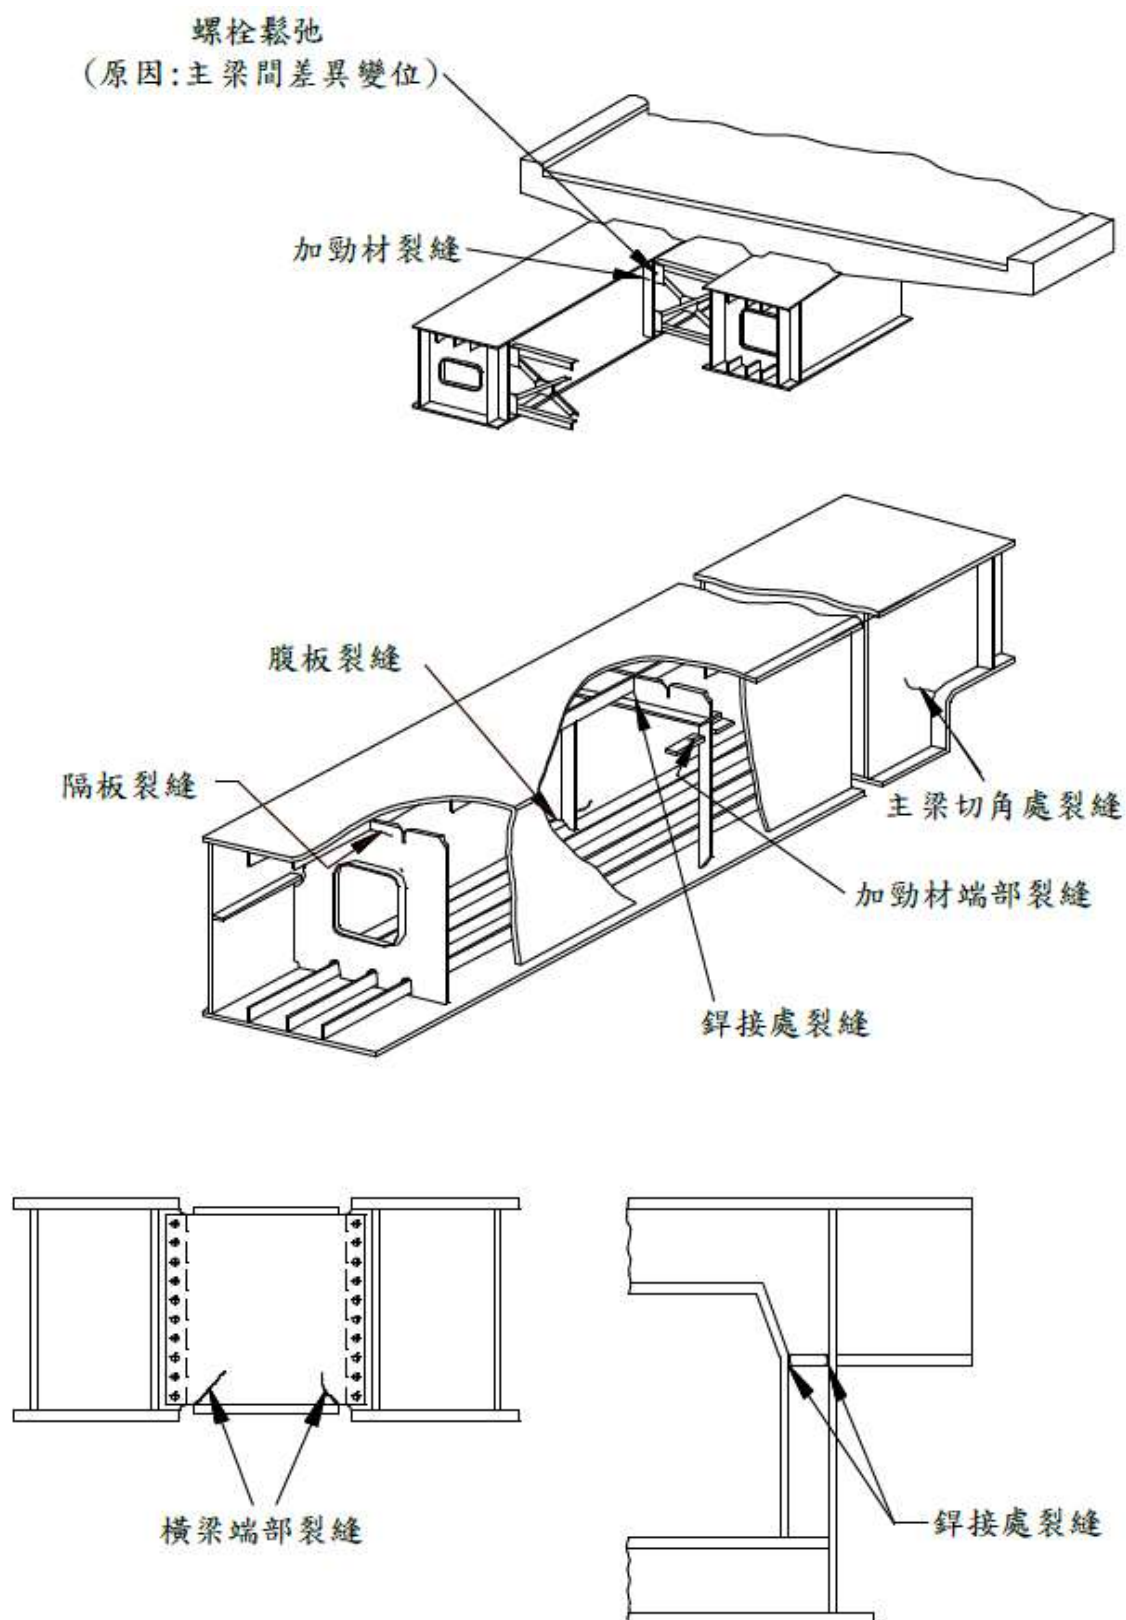 螺栓鬆弛
(原因:主梁間差異變位)
加勁材裂縫
腹板裂縫
隔板裂縫
主梁切角處裂縫
加勁材端部裂縫
銲接處裂縫
橫梁端部裂縫
銲接處裂縫